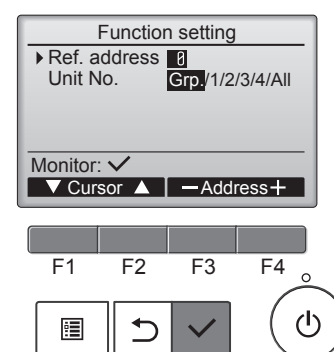 Function setting
Ref. address 0
Unit No. Grp./1/2/3/4/All
Monitor: ✓
▼ Cursor ▲ −Address+
F1 F2 F3 F4